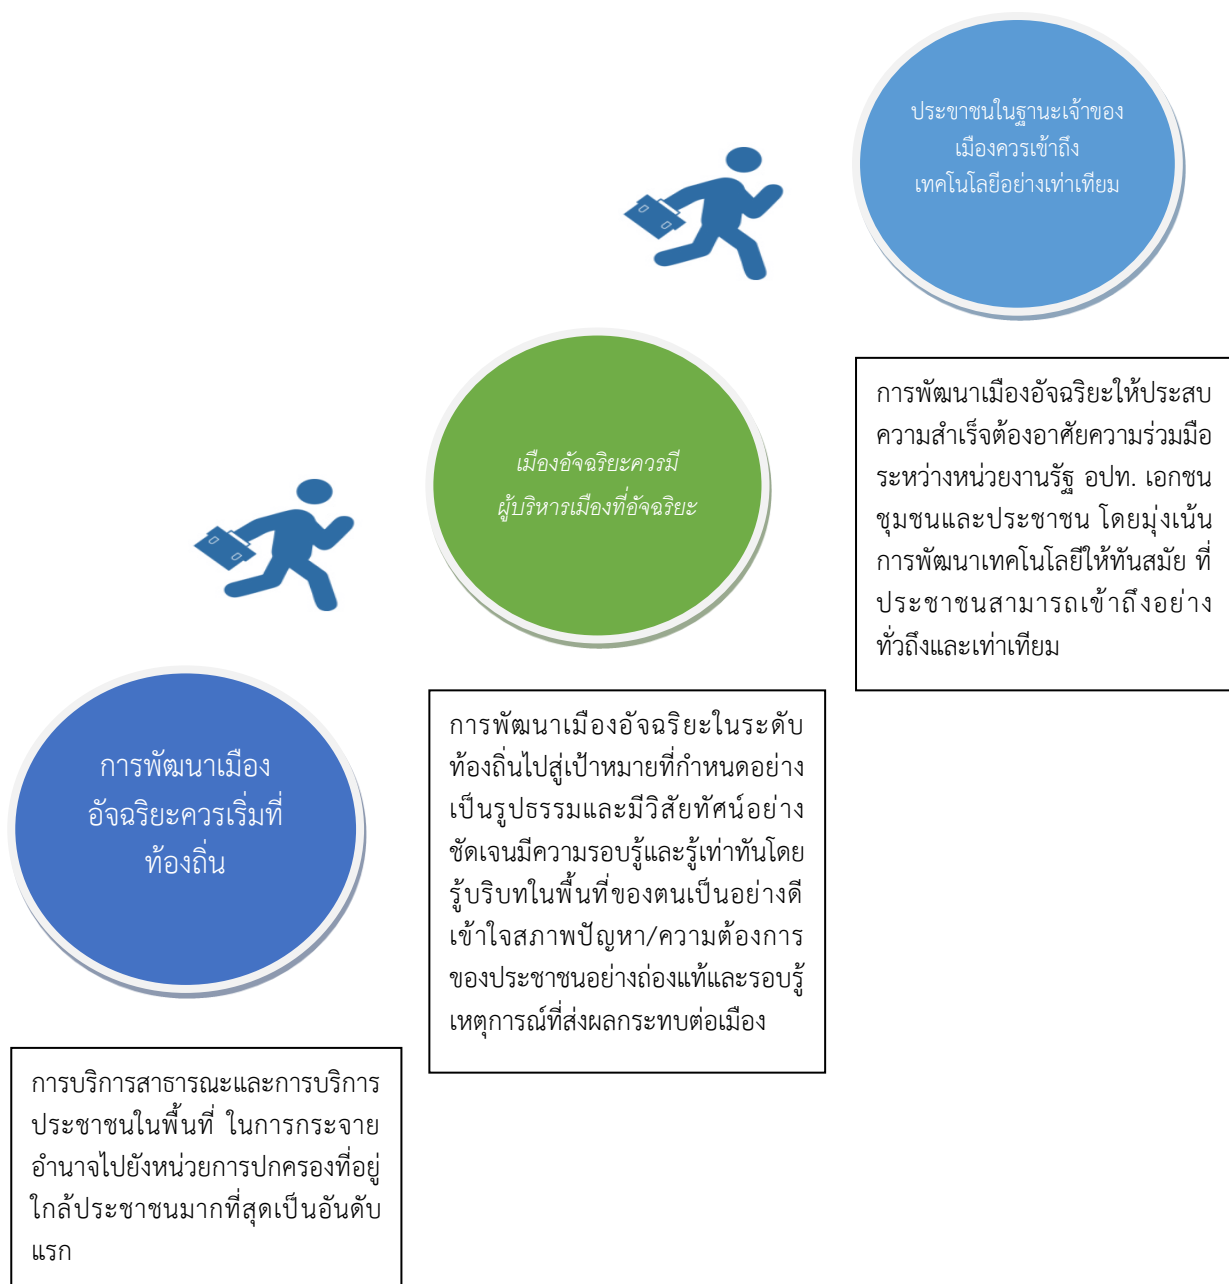 ประขาชนในฐานะเจ้าของ
เมืองควรเข้าถึง
เทคโนโลยีอย่างเท่าเทียม
การพัฒนาเมืองอัจฉริยะให้ประสบ
ความสำเร็จต้องอาศัยความร่วมมือ
ระหว่างหน่วยงานรัฐ อปท. เอกชน
ชุมชนและประชาชน โดยมุ่งเน้น
การพัฒนาเทคโนโลยีให้ทันสมัย ที่
ประชาชนสามารถเข้าถึงอย่าง
ทั่วถึงและเท่าเทียม
เมืองอัจฉริยะควรมี
ผู้บริหารเมืองที่อัจฉริยะ
การพัฒนาเมืองอัจฉริยะในระดับ
ท้องถิ่นไปสู่เป้าหมายที่กำหนดอย่าง
เป็นรูปธรรมและมีวิสัยทัศน์อย่าง
ชัดเจนมีความรอบรู้และรู้เท่าทันโดย
รู้บริบทในพื้นที่ของตนเป็นอย่างดี
เข้าใจสภาพปัญหา/ความต้องการ
ของประชาชนอย่างถ่องแท้และรอบรู้
เหตุการณ์ที่ส่งผลกระทบต่อเมือง
การพัฒนาเมือง
อัจฉริยะควรเริ่มที่
ท้องถิ่น
การบริการสาธารณะและการบริการ
ประชาชนในพื้นที่ ในการกระจาย
อำนาจไปยังหน่วยการปกครองที่อยู่
ใกล้ประชาชนมากที่สุดเป็นอันดับ
แรก